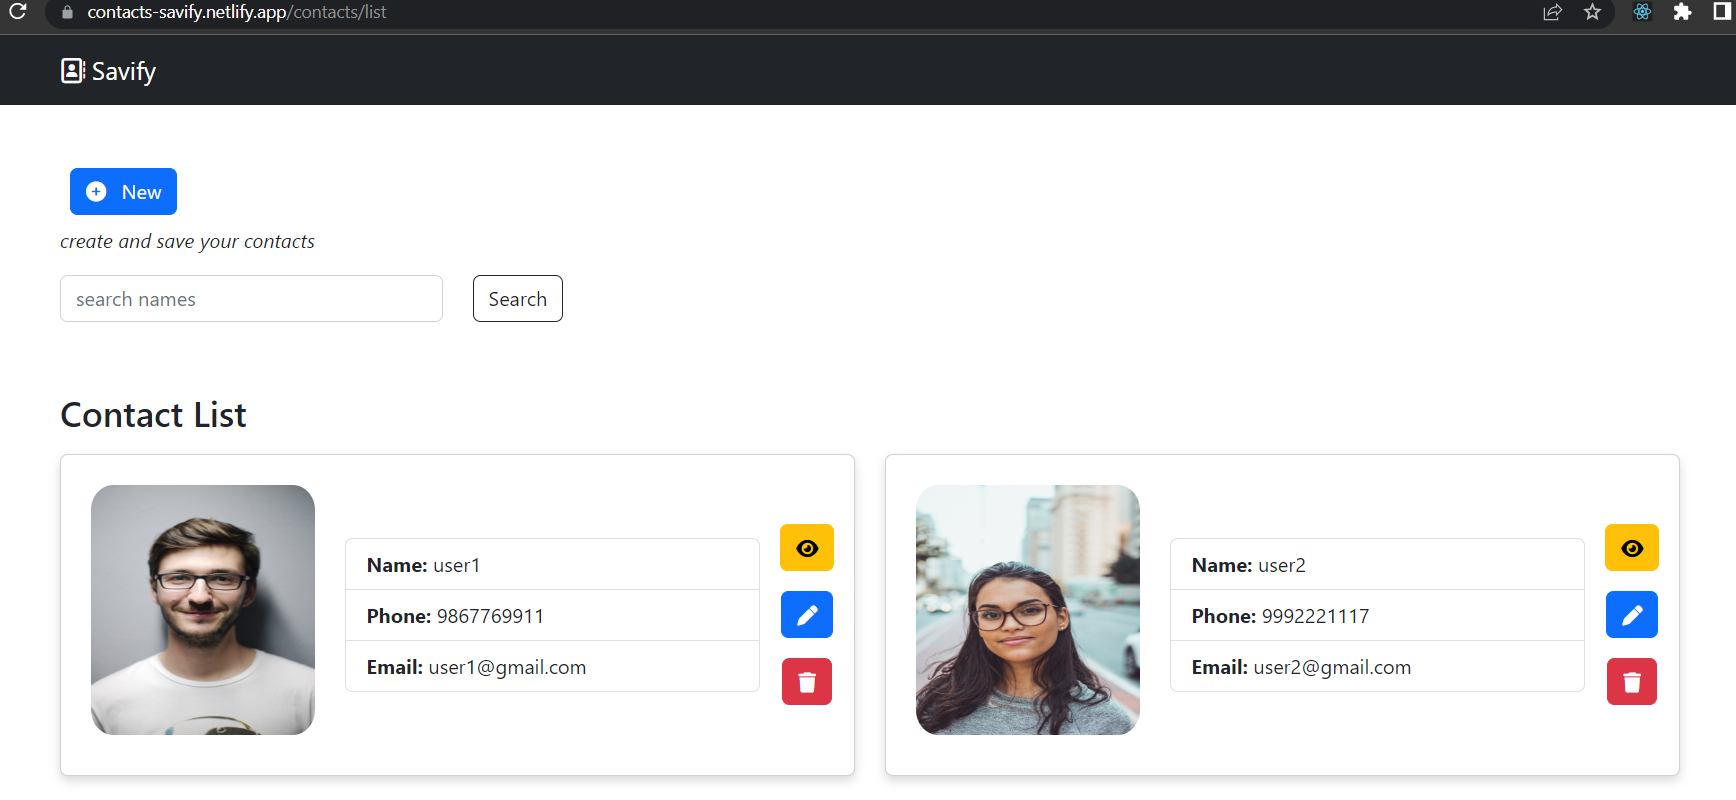 contacts-savify.netlify.app/contacts/list
Savify
New
create and save your contacts
search names
Search
Contact List
Name: user1
Phone: 9867769911
Email: user1@gmail.com
Name: user2
Phone: 9992221117
Email: user2@gmail.com